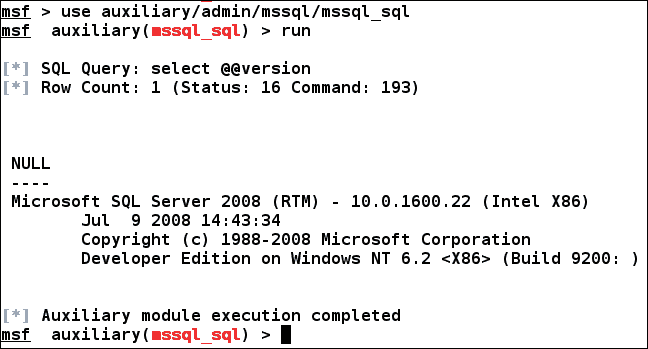 msf > use auxiliary/admin/mssql/mssql_sql
msf  auxiliary(mssql_sql) > run
[*] SQL Query: select @@version
[*] Row Count: 1 (Status: 16 Command: 193)
NULL
----
Microsoft SQL Server 2008 (RTM) - 10.0.1600.22 (Intel X86)
Jul  9 2008 14:43:34
Copyright (c) 1988-2008 Microsoft Corporation
Developer Edition on Windows NT 6.2 <X86> (Build 9200: )
[*] Auxiliary module execution completed
msf  auxiliary(mssql_sql) >